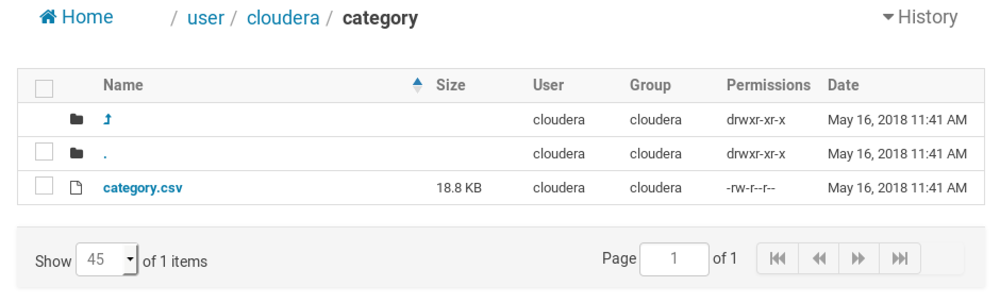 Home / user / cloudera / category History
Name Size User Group Permissions Date
cloudera cloudera drwxr-xr-x May 16, 2018 11:41 AM
. cloudera cloudera drwxr-xr-x May 16, 2018 11:41 AM
category.csv 18.8 KB cloudera cloudera -rw-r--r-- May 16, 2018 11:41 AM
Show 45 of 1 items Page 1 of 1